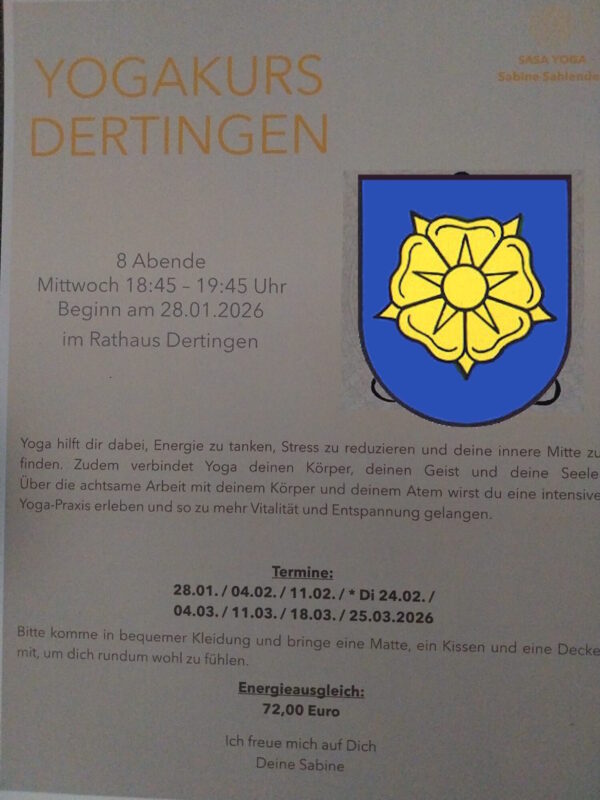 SASA YOGA -
YOGAKURS
DERTINGEN
8 Abende
Mittwoch 18:45 – 19:45 Uhr
Beginn am 28.01.2026
im Rathaus Dertingen
Yoga hilft dir dabei, Energie zu tanken, Stress zu reduzieren und deine innere Mitte zu
finden. Zudem verbindet Yoga deinen Körper, deinen Geist und deine Seele.
Über die achtsame Arbeit mit deinem Körper und deinem Atem wirst du eine intensive
Yoga-Praxis erleben und so zu mehr Vitalität und Entspannung gelangen.
Termine:
28.01. / 04.02. / 11.02. / * Di 24.02. /
04.03. / 11.03. / 18.03. / 25.03.2026
Bitte komme in bequemer Kleidung und bringe eine Matte, ein Kissen und eine Decke
mit, um dich rundum wohl zu fühlen.
Energieausgleich:
72,00 Euro
Ich freue mich auf Dich
Deine Sabine